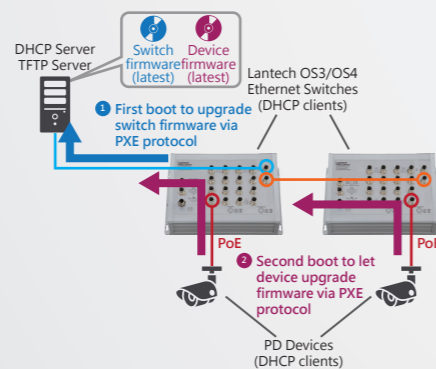 DHCP Server
TFTP Server
Switch
firmware
(latest)
Device
firmware
(latest)
Lantech OS3/OS4
Ethernet Switches
(DHCP clients)
1 First boot to upgrade
switch firmware via
PXE protocol
PoE
PoE
2 Second boot to let
device upgrade
firmware via PXE
protocol
PD Devices
(DHCP clients)